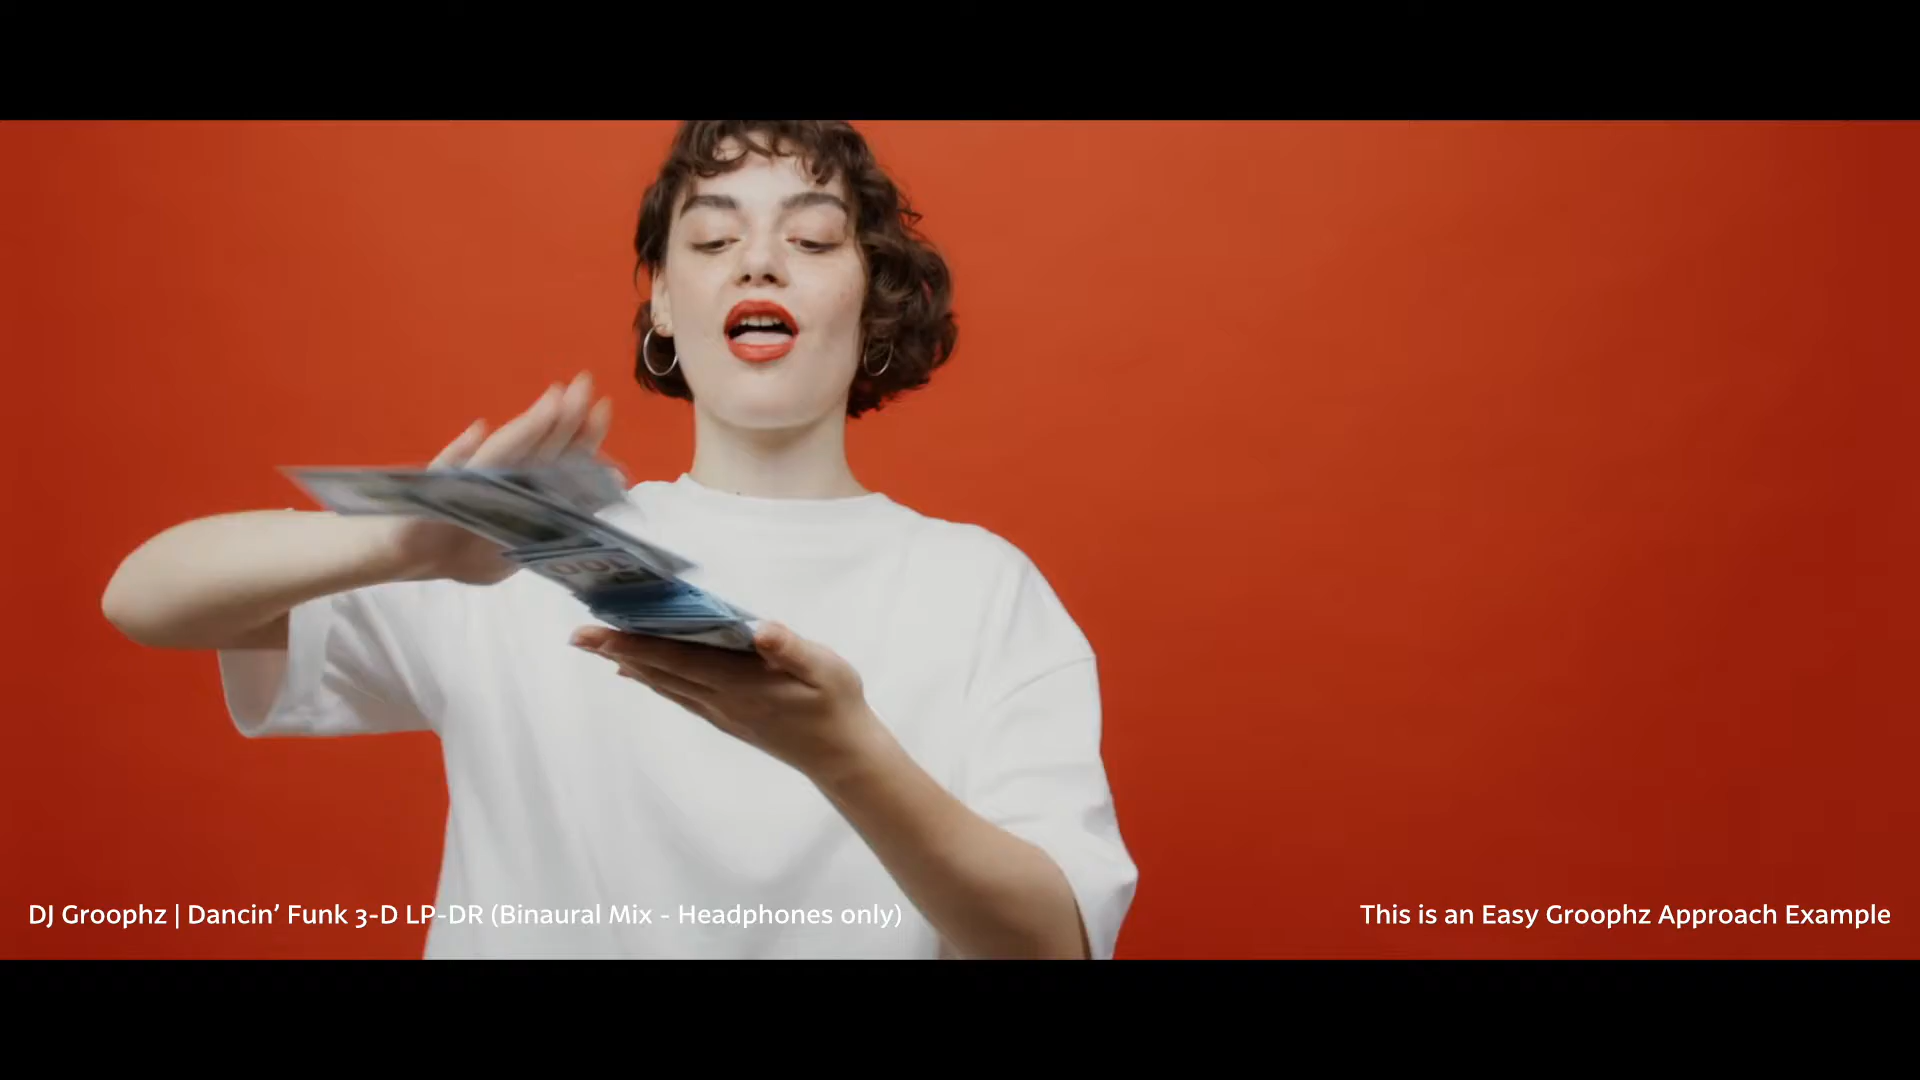 DJ Groophz | Dancin’ Funk 3-D LP-DR (Binaural Mix - Headphones only)
This is an Easy Groophz Approach Example